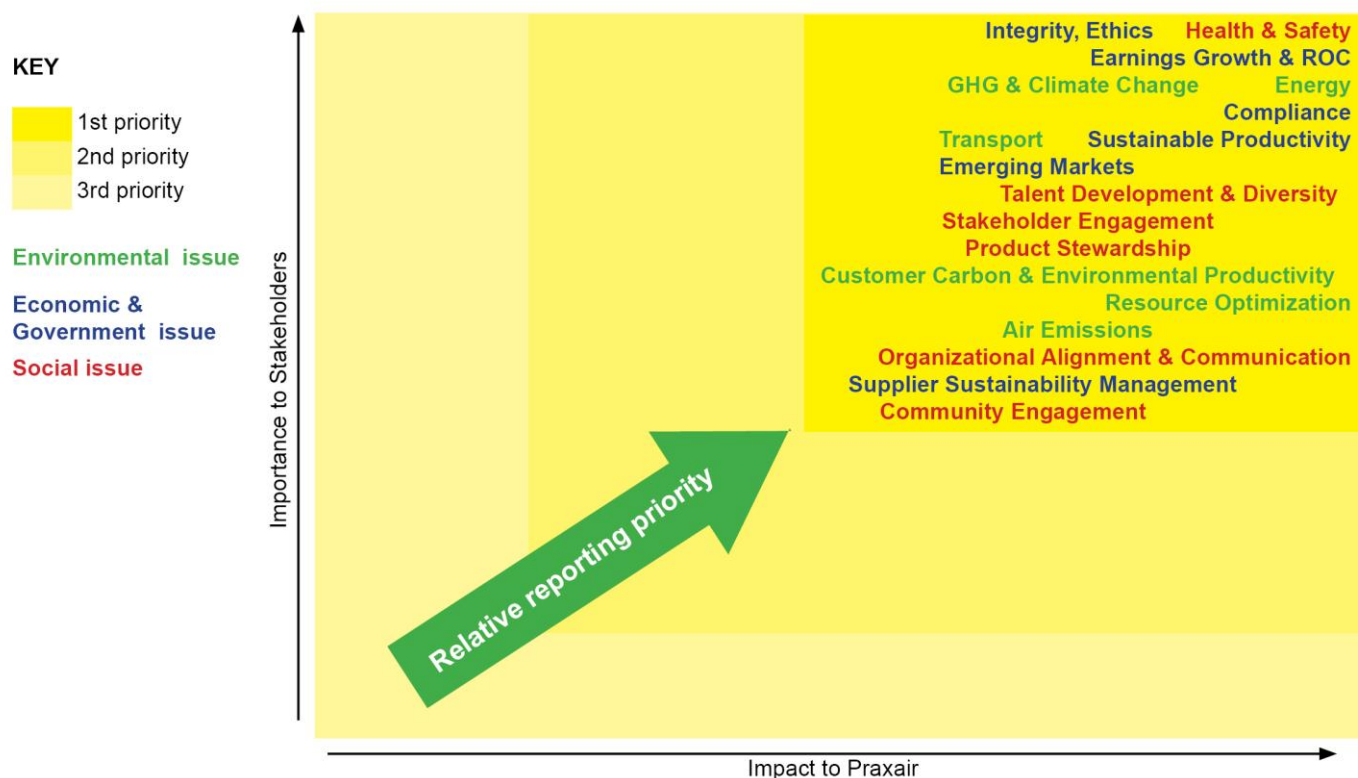 KEY
1st priority
2nd priority
3rd priority
Environmental issue
Economic &
Government issue
Social issue
Importance to Stakeholders
Integrity, Ethics Health & Safety
Earnings Growth & ROC
GHG & Climate Change Energy
Compliance
Transport Sustainable Productivity
Emerging Markets
Talent Development & Diversity
Stakeholder Engagement
Product Stewardship
Customer Carbon & Environmental Productivity
Resource Optimization
Air Emissions
Organizational Alignment & Communication
Supplier Sustainability Management
Community Engagement
Relative reporting priority
Impact to Praxair